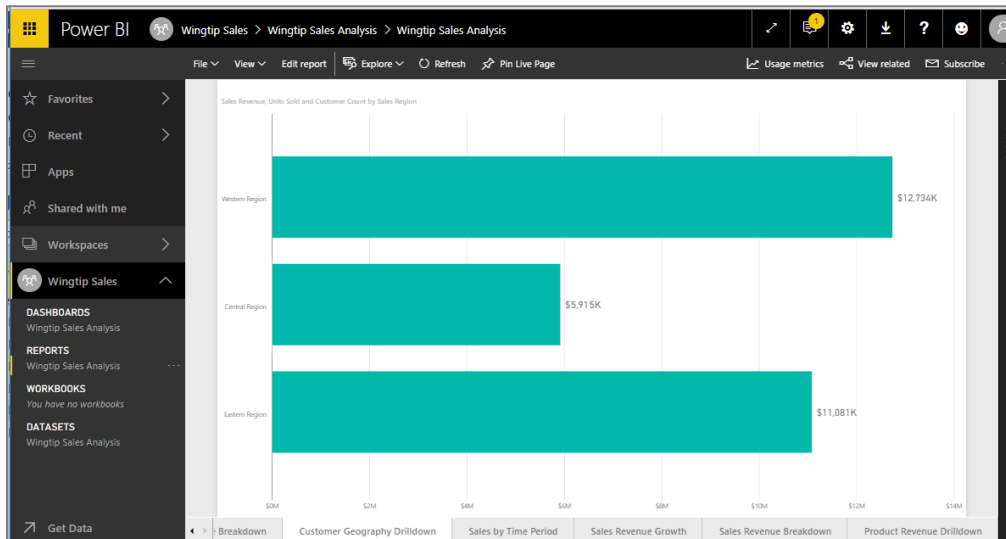 Power BI Wingtip Sales > Wingtip Sales Analysis > Wingtip Sales Analysis 1 ?
File View Edit report Explore Refresh Pin Live Page Usage metrics View related Subscribe
Favorites
Recent
Apps
Shared with me
Workspaces
Wingtip Sales
DASHBOARDS
Wingtip Sales Analysis
REPORTS
Wingtip Sales Analysis ...
WORKBOOKS
You have no workbooks
DATASETS
Wingtip Sales Analysis
Get Data
Sales Revenue, Units Sold and Customer Count by Sales Region
Western Region $12,734K
Central Region $5,915K
Eastern Region $11,081K
$0M $2M $4M $6M $8M $10M $12M $14M
Breakdown Customer Geography Drilldown Sales by Time Period Sales Revenue Growth Sales Revenue Breakdown Product Revenue Drilldown